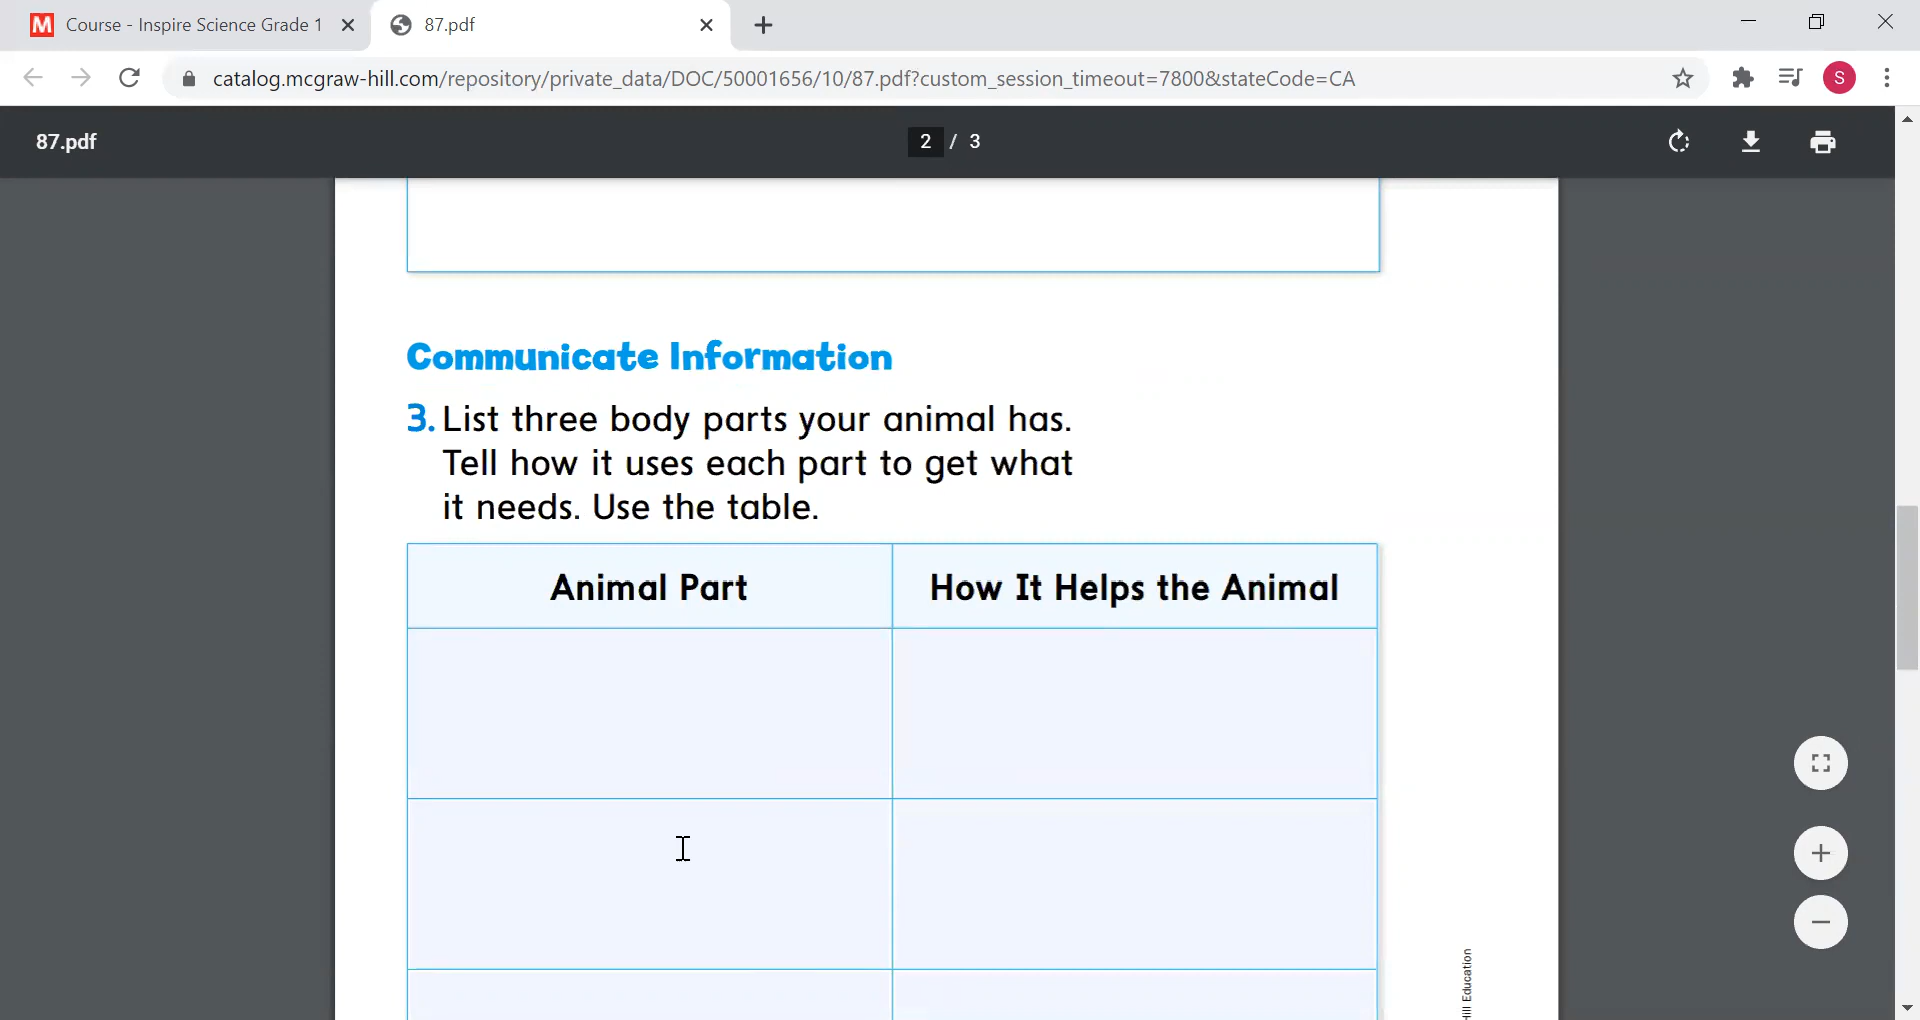 M Course - Inspire Science Grade 1
87.pdf
catalog.mcgraw-hill.com/repository/private_data/DOC/50001656/10/87.pdf?custom_session_timeout=7800&stateCode=CA
S
87.pdf
2 / 3
Communicate Information
3. List three body parts your animal has.
Tell how it uses each part to get what
it needs. Use the table.
Animal Part
How It Helps the Animal
Education